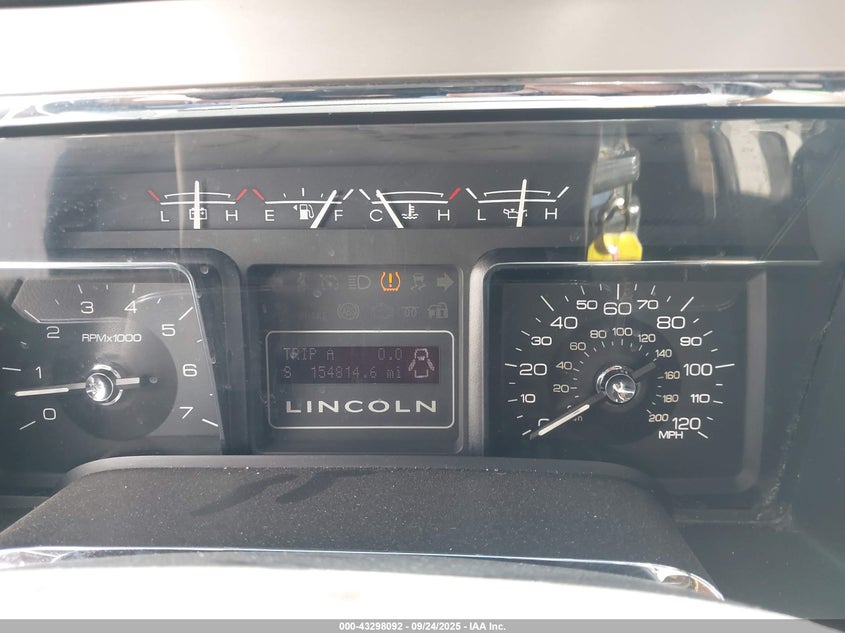 L H E F C H L H
0 1 2 3 4 5 6 7
RPMx1000
ABS
TRIP A 0.0
S 154814.6 mi
LINCOLN
0 10 20 30 40 50 60 70 80 90 100 110 120
20 40 60 80 100 120 140 160 180 200
MPH
000-43298092 - 09/24/2025 - IAA Inc.